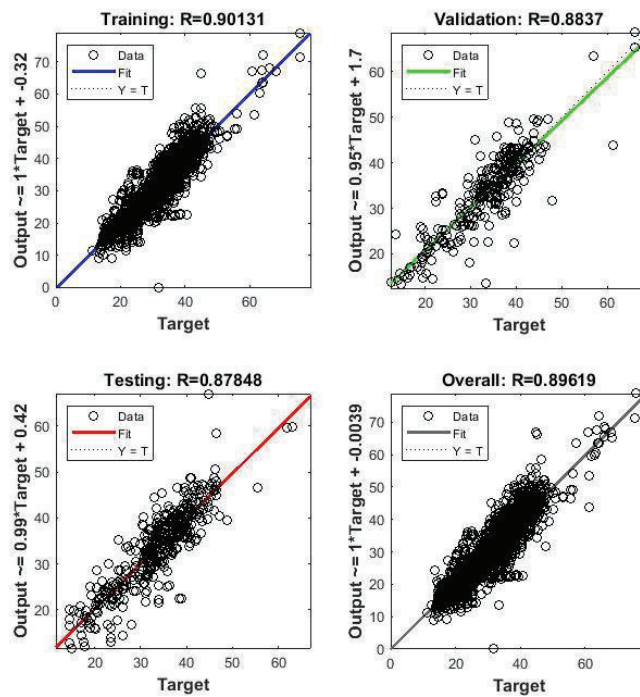 Training: R=0.90131
Output ~= 1*Target + -0.32
Data
Fit
Y = T
70
60
50
40
30
20
10
0
0 20 40 60
Target
Validation: R=0.8837
Output ~= 0.95*Target + 1.7
Data
Fit
Y = T
60
50
40
30
20
20 30 40 50 60
Target
Testing: R=0.87848
Output ~= 0.99*Target + 0.42
Data
Fit
Y = T
60
50
40
30
20
20 30 40 50 60
Target
Overall: R=0.89619
Output ~= 1*Target + -0.0039
Data
Fit
Y = T
70
60
50
40
30
20
10
0
0 20 40 60
Target